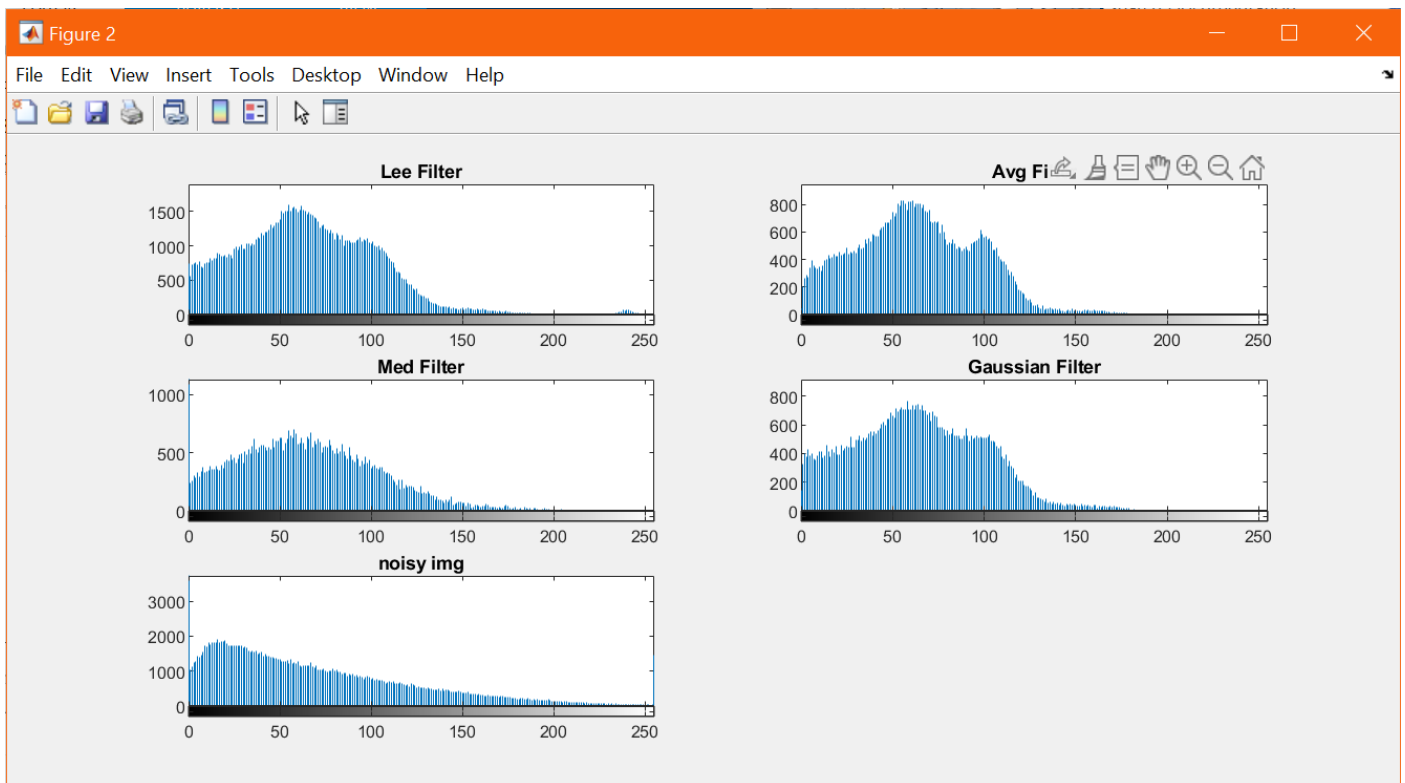 Figure 2
File Edit View Insert Tools Desktop Window Help
Lee Filter
1500
1000
500
0
0 50 100 150 200 250
Avg Fi
800
600
400
200
0
0 50 100 150 200 250
Med Filter
1000
500
0
0 50 100 150 200 250
Gaussian Filter
800
600
400
200
0
0 50 100 150 200 250
noisy img
3000
2000
1000
0
0 50 100 150 200 250